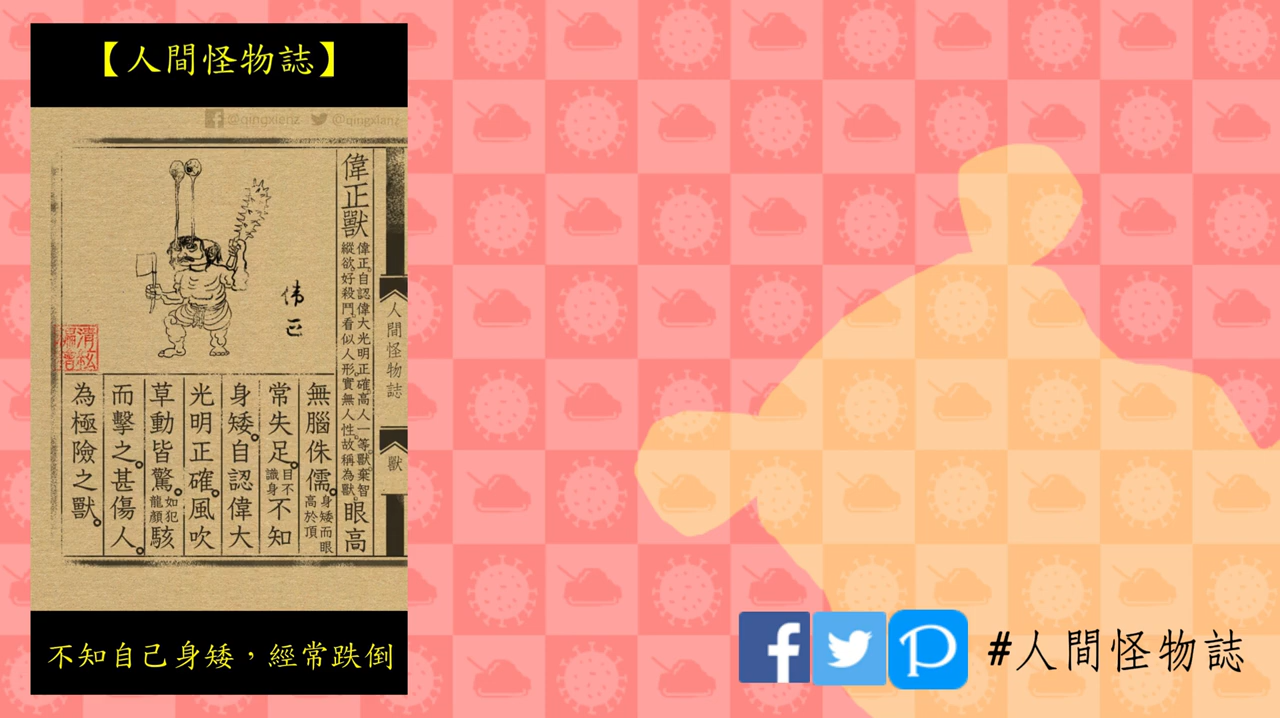 【人間怪物誌】
@qingxianz @qingxianz
偉正獸
偉正。自認偉大光明正確。高人一等。獸棄智
縱欲。好殺鬥。看似人形。實無人性。故稱為獸。
眼高
無腦侏儒。身矮而眼高於頂
常失足。目不識身不知
身矮。自認偉大
光明正確。風吹
草動皆驚。如犯龍顏駭
而擊之。甚傷人。
為極險之獸。
偉正
人間怪物誌
獸
不知自己身矮，經常跌倒
#人間怪物誌